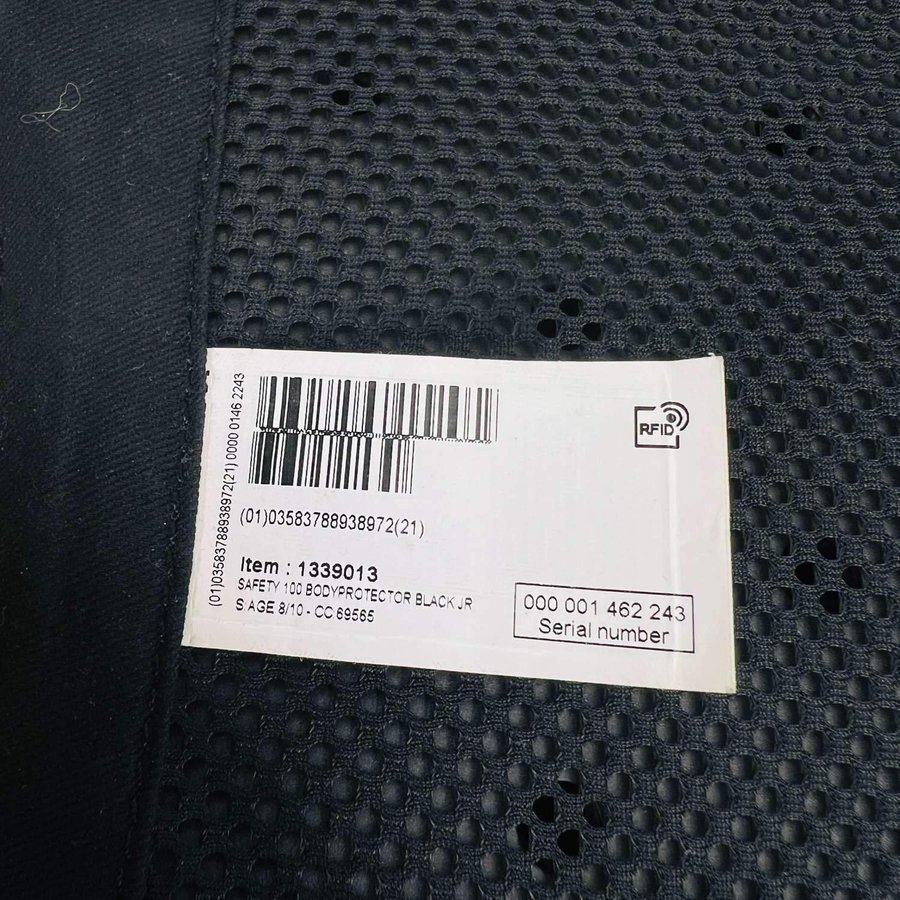 (01)03583788938972(21) 0000 0146 2243
RFID
(01)03583788938972(21)
Item : 1339013
SAFETY 100 BODYPROTECTOR BLACK JR
S AGE 8/10 - CC:69565
000 001 462 243
Serial number